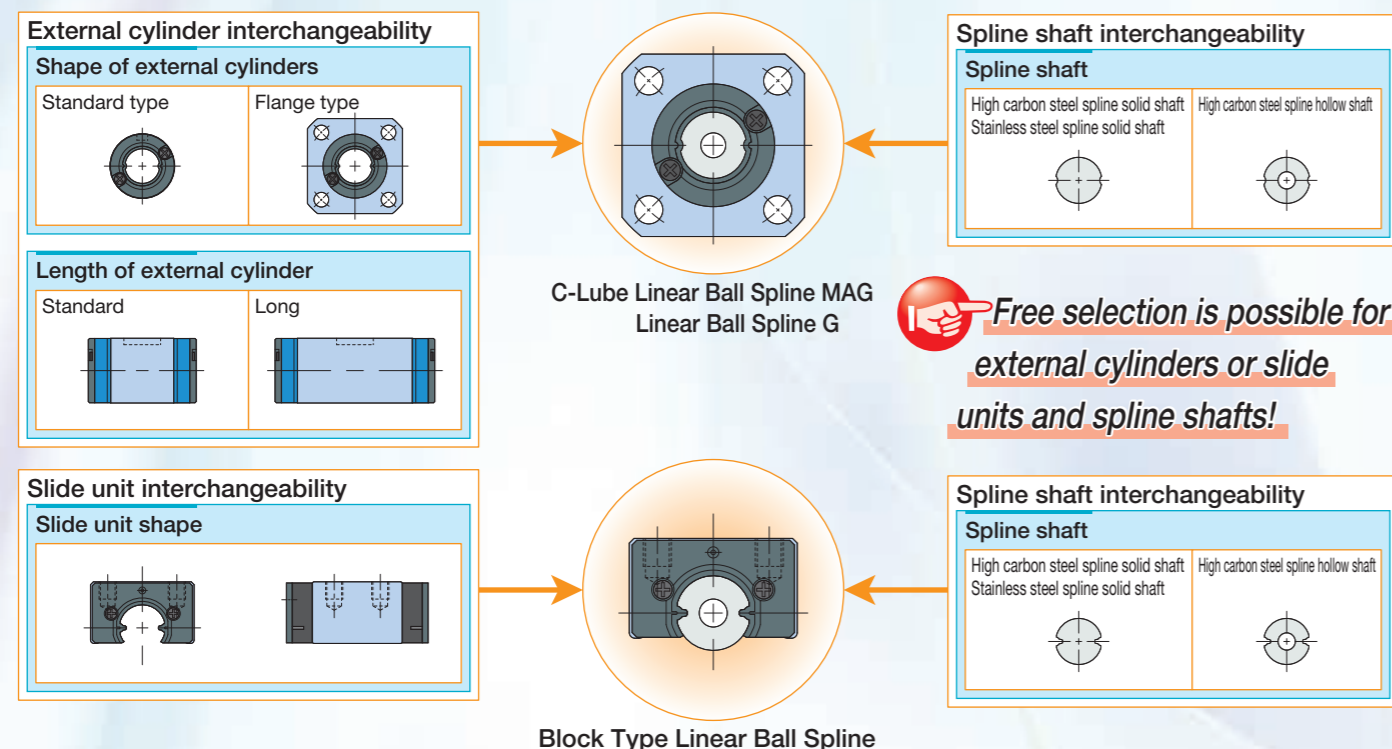 External cylinder interchangeability
Shape of external cylinders
Standard type
Flange type
Length of external cylinder
Standard
Long
C-Lube Linear Ball Spline MAG
Linear Ball Spline G
Spline shaft interchangeability
Spline shaft
High carbon steel spline solid shaft
Stainless steel spline solid shaft
High carbon steel spline hollow shaft
Free selection is possible for
external cylinders or slide
units and spline shafts!
Slide unit interchangeability
Slide unit shape
Block Type Linear Ball Spline
Spline shaft interchangeability
Spline shaft
High carbon steel spline solid shaft
Stainless steel spline solid shaft
High carbon steel spline hollow shaft